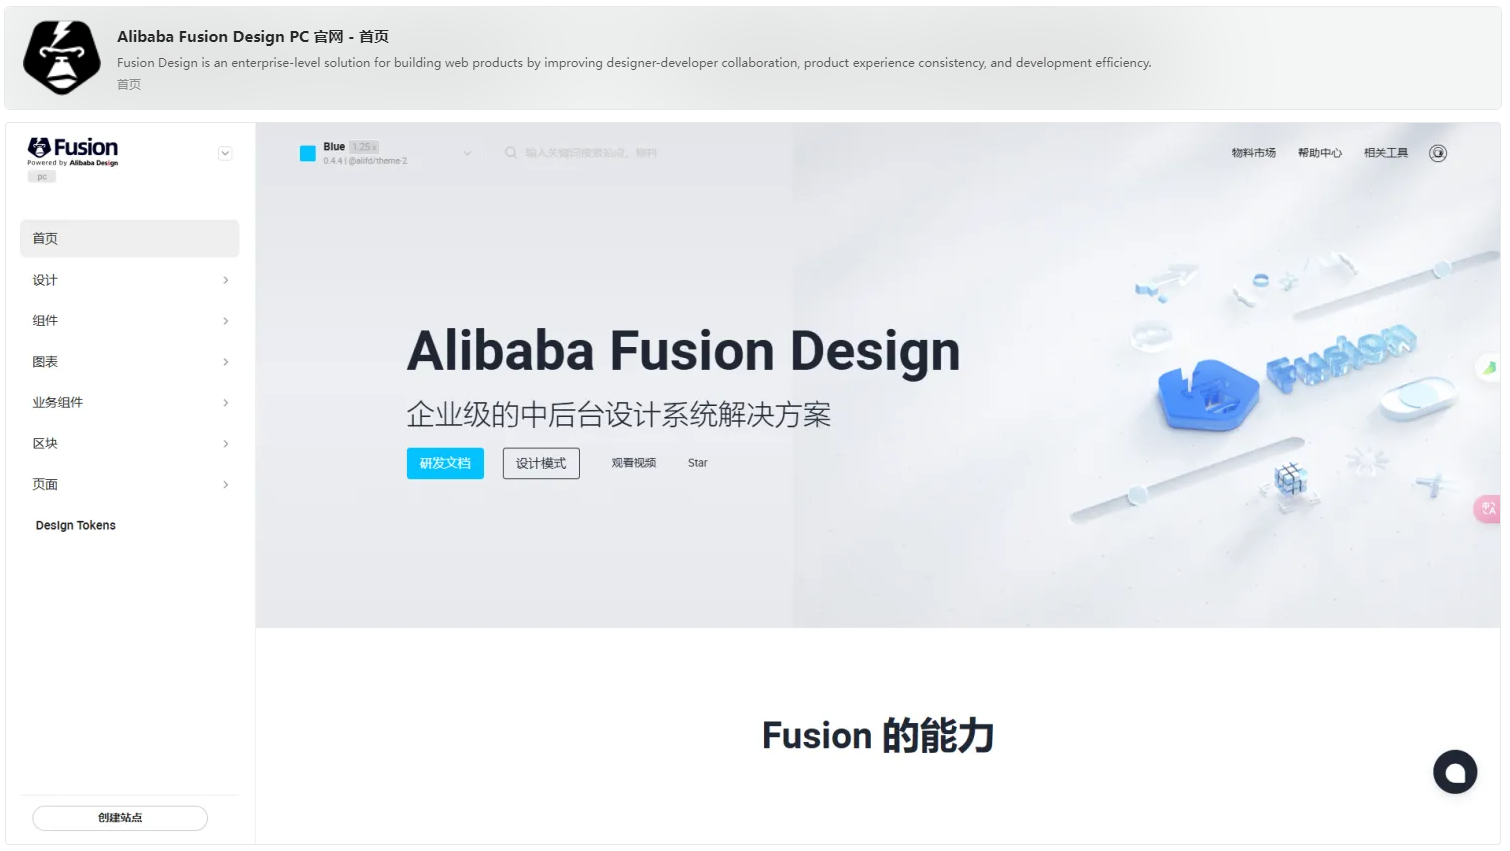 Alibaba Fusion Design PC 官网 - 首页
Fusion Design is an enterprise-level solution for building web products by improving designer-developer collaboration, product experience consistency, and development efficiency.
首页
Fusion
Powered by Alibaba Design
pc
Blue 1.25.x
0.4.4 | @alifd/theme-2
输入关键词搜索站点、物料
物料市场
帮助中心
相关工具
首页
设计
组件
图表
业务组件
区块
页面
Design Tokens
创建站点
Alibaba Fusion Design
企业级的中后台设计系统解决方案
研发文档
设计模式
观看视频
Star
Fusion
Fusion 的能力